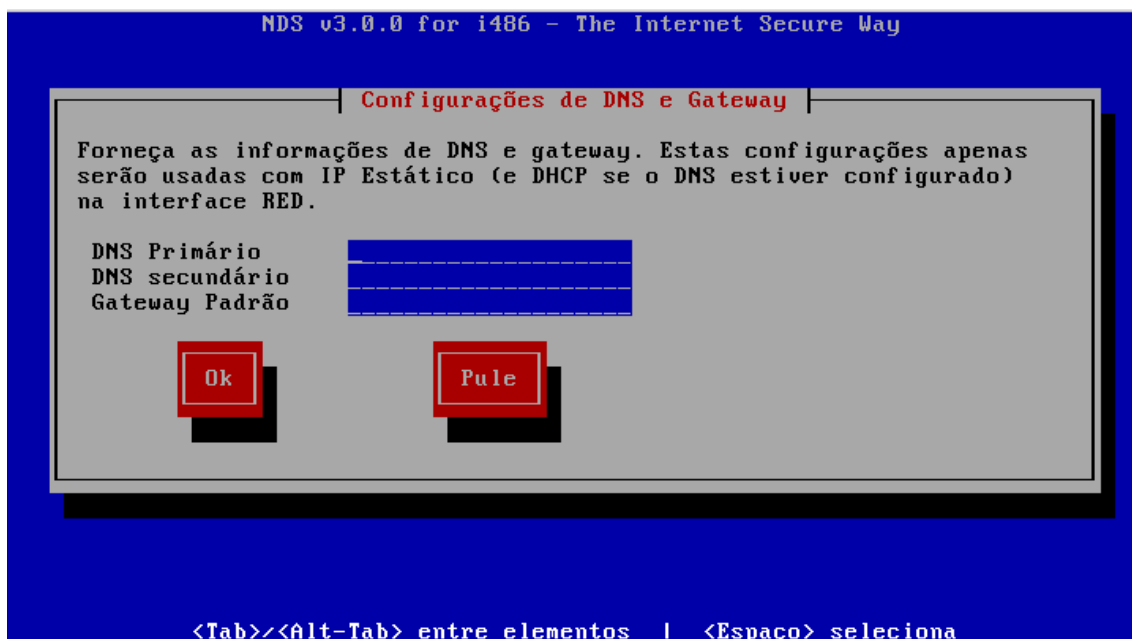 NDS v3.0.0 for i486 - The Internet Secure Way
Configurações de DNS e Gateway
Forneça as informações de DNS e gateway. Estas configurações apenas
serão usadas com IP Estático (e DHCP se o DNS estiver configurado)
na interface RED.
DNS Primário
DNS secundário
Gateway Padrão
Ok Pule
<Tab>/<Alt-Tab> entre elementos | <Espaco> seleciona